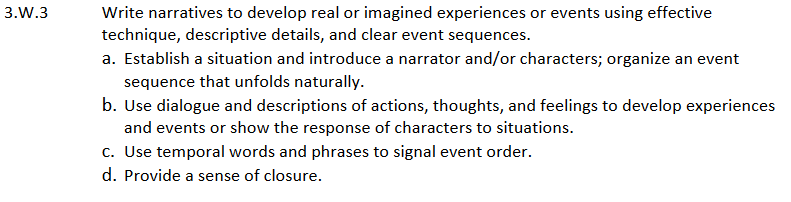 3.W.3 Write narratives to develop real or imagined experiences or events using effective
technique, descriptive details, and clear event sequences.
a. Establish a situation and introduce a narrator and/or characters; organize an event
sequence that unfolds naturally.
b. Use dialogue and descriptions of actions, thoughts, and feelings to develop experiences
and events or show the response of characters to situations.
c. Use temporal words and phrases to signal event order.
d. Provide a sense of closure.